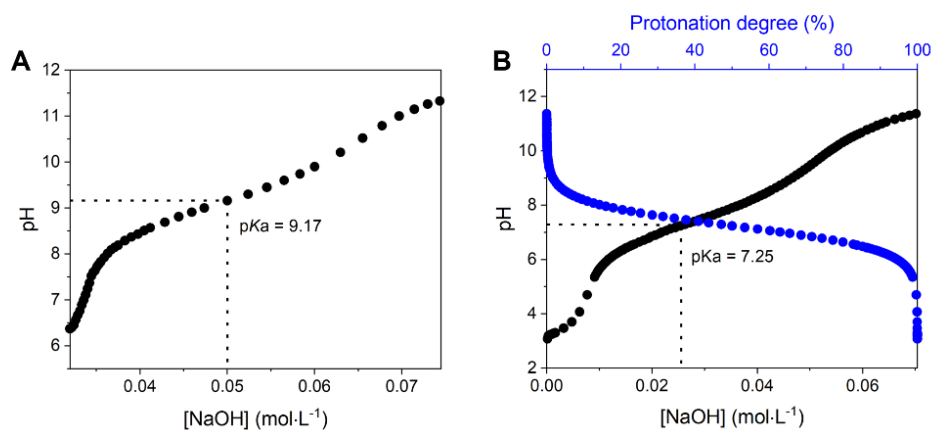 A
12
11
10
9
8
7
6
pH
pKa = 9.17
0.04 0.05 0.06 0.07
[NaOH] (mol·L⁻¹)
Protonation degree (%)
0 20 40 60 80 100
B
12
10
8
6
4
2
pH
pKa = 7.25
0.00 0.02 0.04 0.06
[NaOH] (mol·L⁻¹)